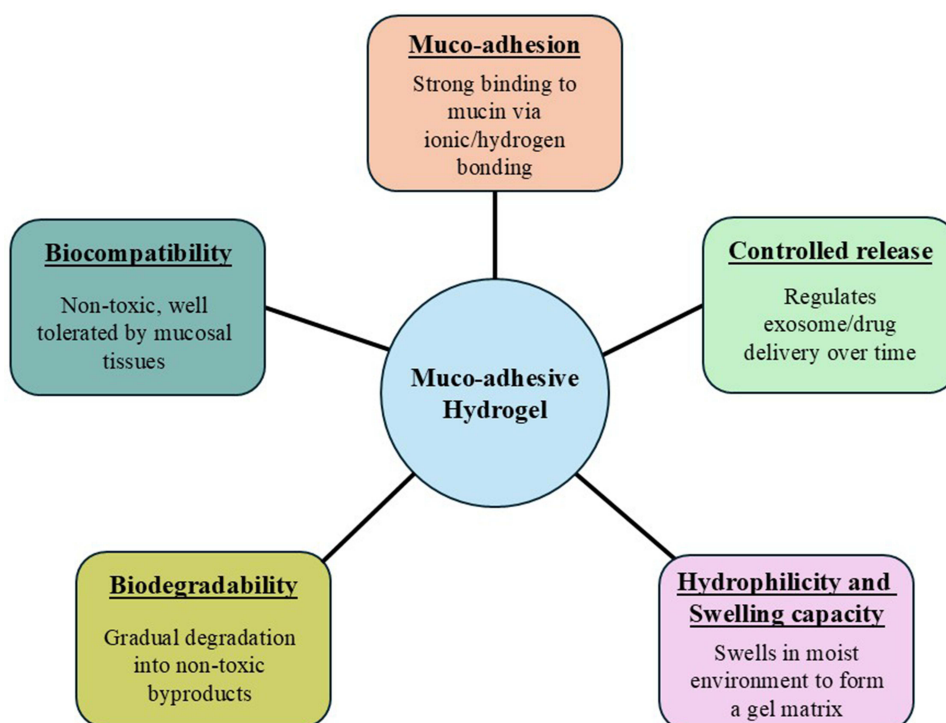 Muco-adhesion
Strong binding to
mucin via
ionic/hydrogen
bonding
Biocompatibility
Non-toxic, well
tolerated by mucosal
tissues
Controlled release
Regulates
exosome/drug
delivery over time
Muco-adhesive
Hydrogel
Biodegradability
Gradual degradation
into non-toxic
byproducts
Hydrophilicity and
Swelling capacity
Swells in moist
environment to form
a gel matrix